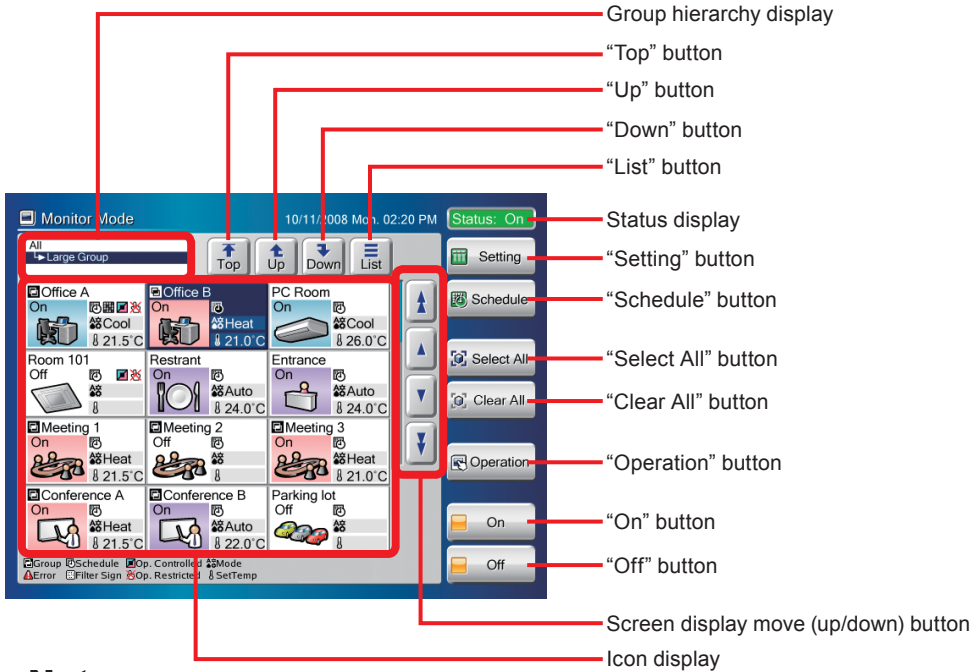 Group hierarchy display
“Top” button
“Up” button
“Down” button
“List” button
Monitor Mode 10/11/2008 Mon. 02:20 PM Status: On
Status display
All
Large Group
Top Up Down List
Setting
“Setting” button
Office A Office B PC Room
On On On
Schedule
“Schedule” button
Cool Heat Cool
21.5°C 21.0°C 26.0°C
Room 101 Restrant Entrance
Off On On
Select All
“Select All” button
Auto Auto
24.0°C 24.0°C
Clear All
“Clear All” button
Meeting 1 Meeting 2 Meeting 3
On Off On
Heat Heat
21.5°C 21.0°C
Operation
“Operation” button
Conference A Conference B Parking lot
On On Off
Heat Auto
21.5°C 22.0°C
On
“On” button
Group Schedule Op. Controlled Mode
Error Filter Sign Op. Restricted SetTemp
Off
“Off” button
Screen display move (up/down) button
Icon display